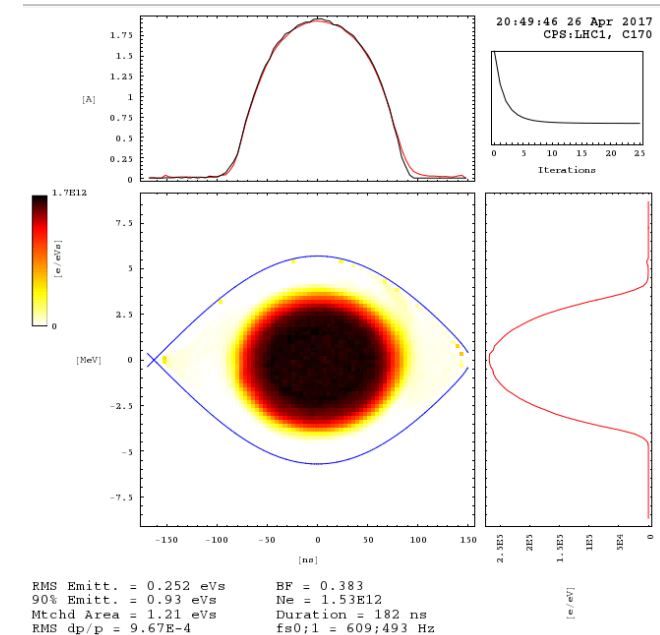 20:49:46 26 Apr 2017
CPS:LHC1, C170
1.75
1.5
1.25
[A]
1
0.75
0.5
0.25
0
0 5 10 15 20 25
Iterations
1.7E12
[e/eVs]
0
7.5
5
2.5
[MeV] 0
-2.5
-5
-7.5
-150 -100 -50 0 50 100 150
[ns]
2.5E5 2E5 1.5E5 1E5 5E4 0
[e/eV]
RMS Emitt. = 0.252 eVs BF = 0.383
90% Emitt. = 0.93 eVs Ne = 1.53E12
Mtchd Area = 1.21 eVs Duration = 182 ns
RMS dp/p = 9.67E-4 fs0;1 = 609;493 Hz